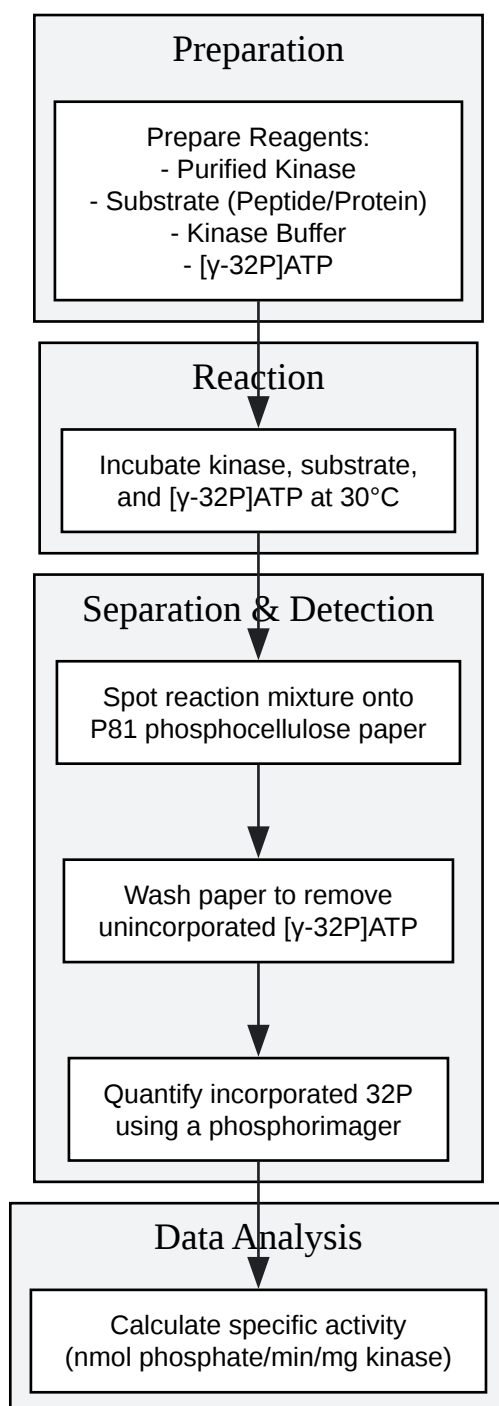 Preparation
Prepare Reagents:
- Purified Kinase
- Substrate (Peptide/Protein)
- Kinase Buffer
- [γ-32P]ATP
Reaction
Incubate kinase, substrate,
and [γ-32P]ATP at 30°C
Separation & Detection
Spot reaction mixture onto
P81 phosphocellulose paper
Wash paper to remove
unincorporated [γ-32P]ATP
Quantify incorporated 32P
using a phosphorimager
Data Analysis
Calculate specific activity
(nmol phosphate/min/mg kinase)